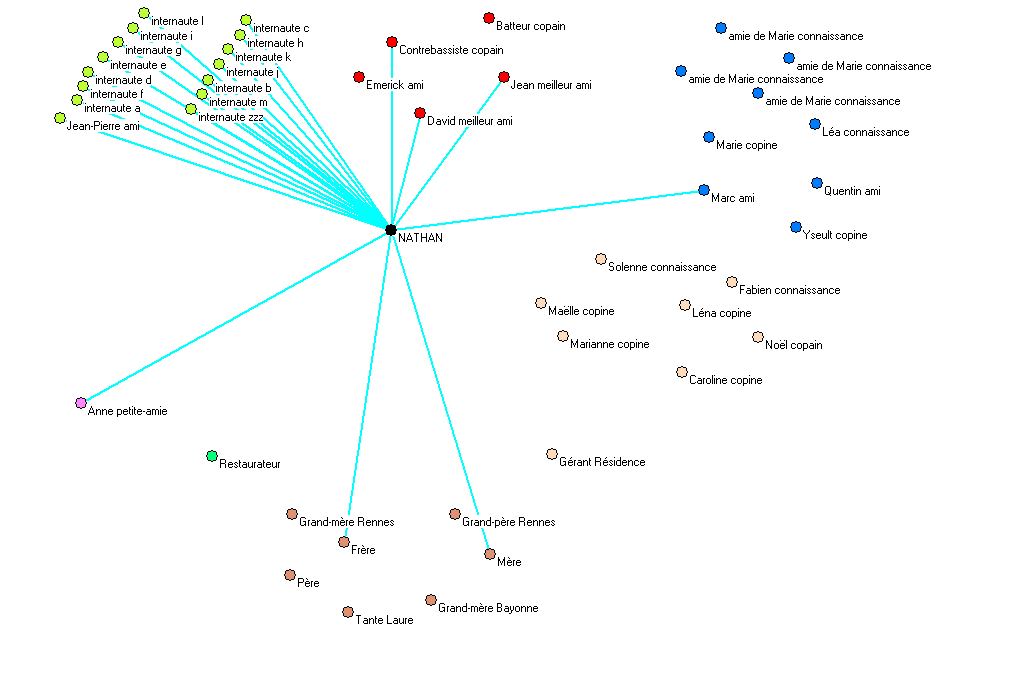 internaute l
internaute i
internaute g
internaute e
internaute d
internaute f
internaute a
Jean-Pierre ami
internaute c
internaute h
internaute k
internaute j
internaute b
internaute m
internaute zzz
Batteur copain
Contrebassiste copain
Emerick ami
Jean meilleur ami
David meilleur ami
amie de Marie connaissance
amie de Marie connaissance
amie de Marie connaissance
amie de Marie connaissance
Léa connaissance
Marie copine
Quentin ami
Marc ami
Yseult copine
NATHAN
Solenne connaissance
Fabien connaissance
Maëlle copine
Léna copine
Marianne copine
Noël copain
Caroline copine
Anne petite-amie
Restaurateur
Gérant Résidence
Grand-mère Rennes
Grand-père Rennes
Frère
Mère
Père
Grand-mère Bayonne
Tante Laure